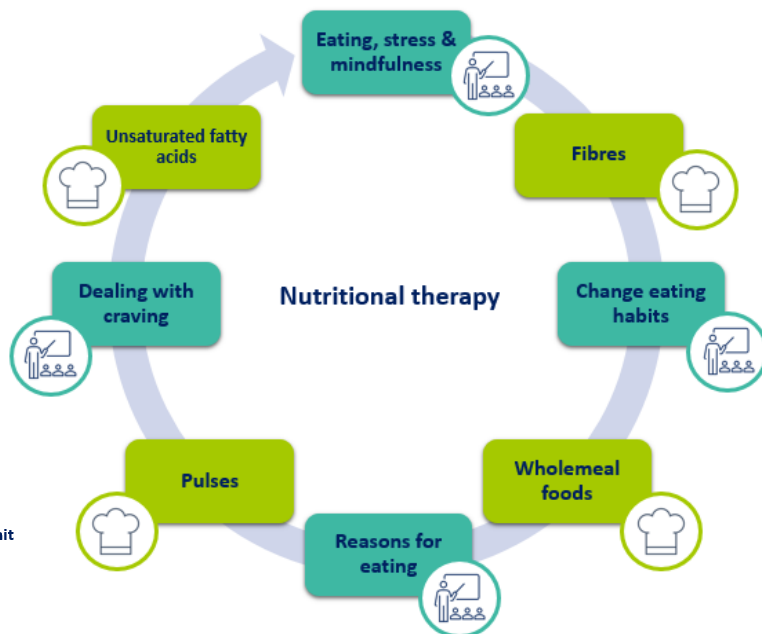 Eating, stress &
mindfulness
Fibres
Change eating
habits
Wholemeal
foods
Reasons for
eating
Pulses
Dealing with
craving
Unsaturated fatty
acids
Nutritional therapy